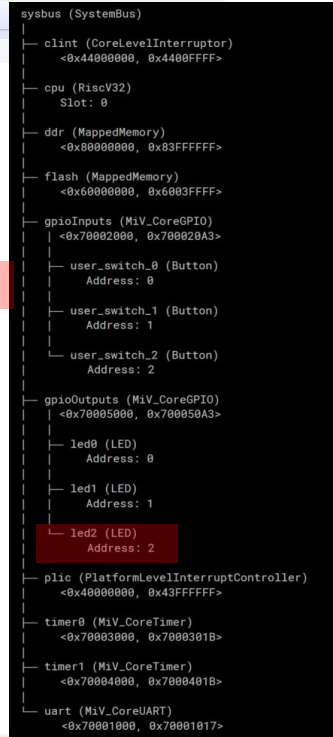 sysbus (SystemBus)
clint (CoreLevelInterruptor)
<0x44000000, 0x4400FFFF>
cpu (RiscV32)
Slot: 0
ddr (MappedMemory)
<0x80000000, 0x83FFFFFF>
flash (MappedMemory)
<0x60000000, 0x6003FFFF>
gpioInputs (MiV_CoreGPIO)
<0x70002000, 0x700020A3>
user_switch_0 (Button)
Address: 0
user_switch_1 (Button)
Address: 1
user_switch_2 (Button)
Address: 2
gpioOutputs (MiV_CoreGPIO)
<0x70005000, 0x700050A3>
led0 (LED)
Address: 0
led1 (LED)
Address: 1
led2 (LED)
Address: 2
plic (PlatformLevelInterruptController)
<0x40000000, 0x43FFFFFF>
timer0 (MiV_CoreTimer)
<0x70003000, 0x7000301B>
timer1 (MiV_CoreTimer)
<0x70004000, 0x7000401B>
uart (MiV_CoreUART)
<0x70001000, 0x70001017>